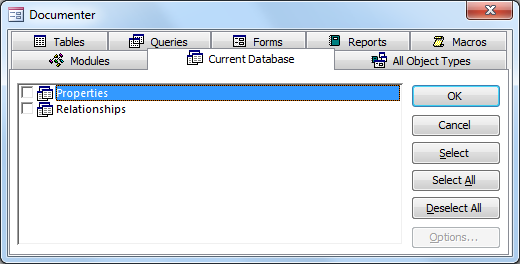 Documenter
Tables Queries Forms Reports Macros
Modules Current Database All Object Types
Properties
Relationships
OK
Cancel
Select
Select All
Deselect All
Options...